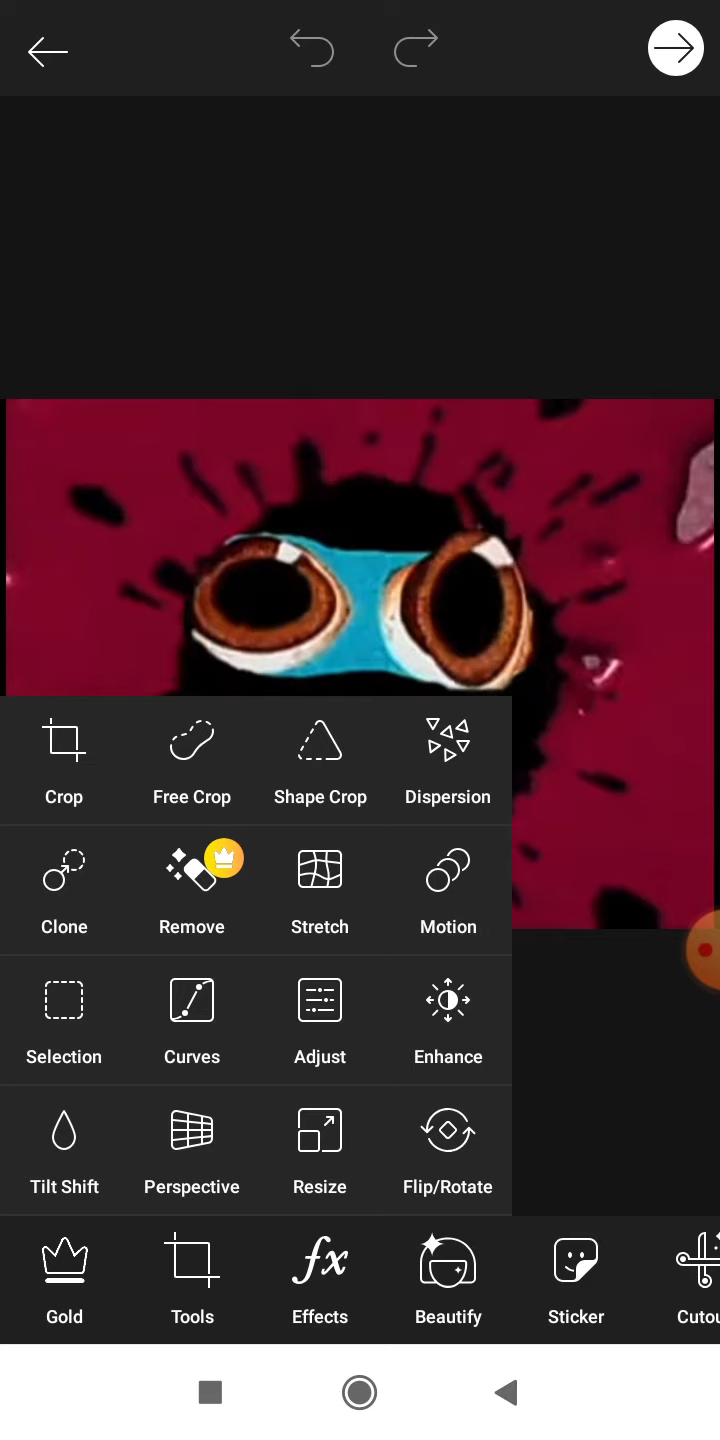 Crop Free Crop Shape Crop Dispersion
Clone Remove Stretch Motion
Selection Curves Adjust Enhance
Tilt Shift Perspective Resize Flip/Rotate
Gold Tools Effects Beautify Sticker Cutou